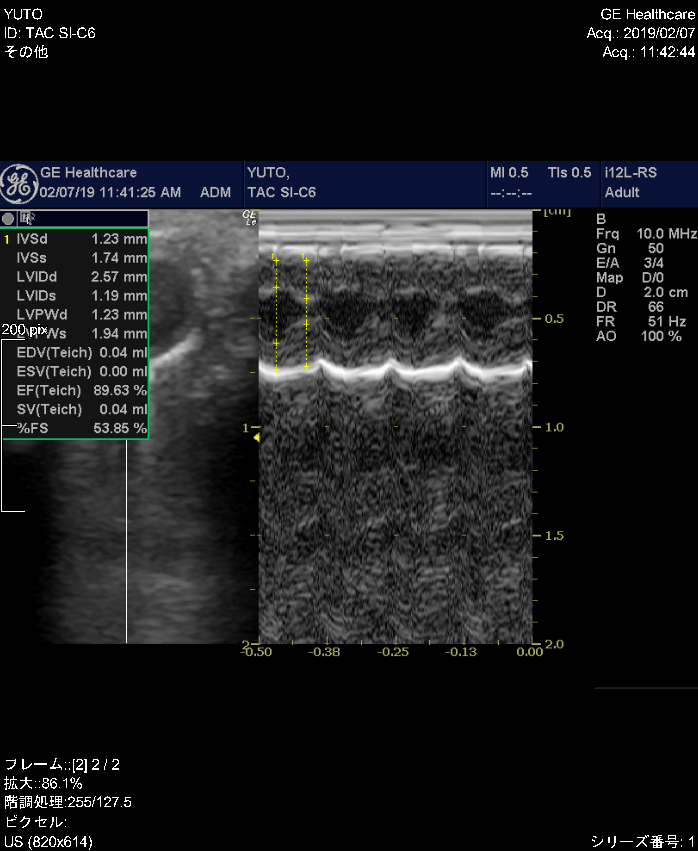 YUTO
ID: TAC SI-C6
その他
GE Healthcare
Acq.: 2019/02/07
Acq.: 11:42:44
GE Healthcare
02/07/19 11:41:25 AM ADM
YUTO,
TAC SI-C6
MI 0.5 TIs 0.5
--:--:--
i12L-RS
Adult
1 IVSd 1.23 mm
IVSs 1.74 mm
LVIDd 2.57 mm
LVIDs 1.19 mm
LVPWd 1.23 mm
LVPWs 1.94 mm
EDV(Teich) 0.04 ml
ESV(Teich) 0.00 ml
EF(Teich) 89.63 %
SV(Teich) 0.04 ml
%FS 53.85 %
200 pix
B
Frq 10.0 MHz
Gn 50
E/A 3/4
Map D/0
D 2.0 cm
DR 66
FR 51 Hz
AO 100 %
0.5
1
1.0
1.5
2
2.0
-0.50 -0.38 -0.25 -0.13 0.00
フレーム::[2] 2 / 2
拡大::86.1%
階調処理:255/127.5
ピクセル:
US (820x614)
シリーズ番号: 1